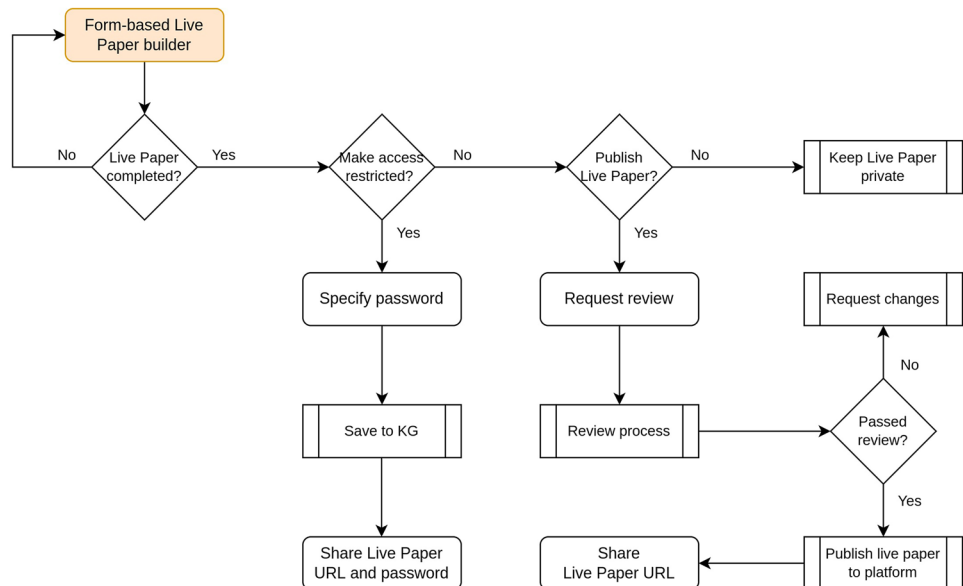 Form-based Live
Paper builder
No
Live Paper
completed?
Yes
Make access
restricted?
No
Publish
Live Paper?
No
Keep Live Paper
private
Yes
Yes
Specify password
Request review
Request changes
No
Save to KG
Review process
Passed
review?
Yes
Share Live Paper
URL and password
Share
Live Paper URL
Publish live paper
to platform